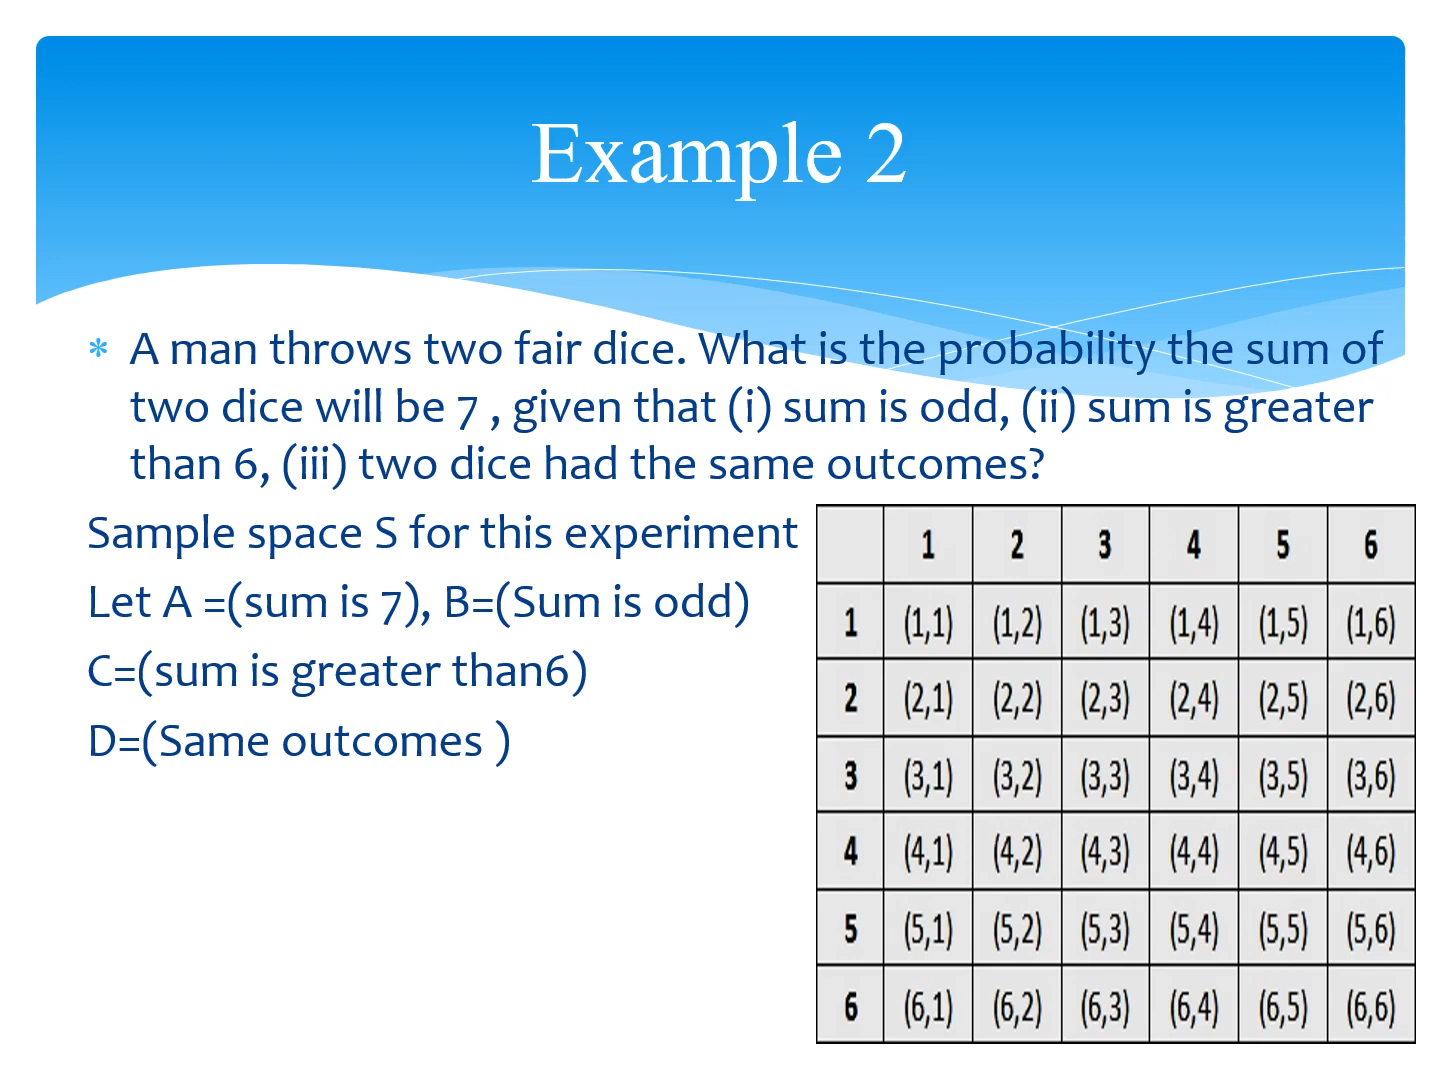 Example 2
* A man throws two fair dice. What is the probability the sum of
two dice will be 7 , given that (i) sum is odd, (ii) sum is greater
than 6, (iii) two dice had the same outcomes?
Sample space S for this experiment
Let A =(sum is 7), B=(Sum is odd)
C=(sum is greater than6)
D=(Same outcomes )
1 2 3 4 5 6
1 (1,1) (1,2) (1,3) (1,4) (1,5) (1,6)
2 (2,1) (2,2) (2,3) (2,4) (2,5) (2,6)
3 (3,1) (3,2) (3,3) (3,4) (3,5) (3,6)
4 (4,1) (4,2) (4,3) (4,4) (4,5) (4,6)
5 (5,1) (5,2) (5,3) (5,4) (5,5) (5,6)
6 (6,1) (6,2) (6,3) (6,4) (6,5) (6,6)